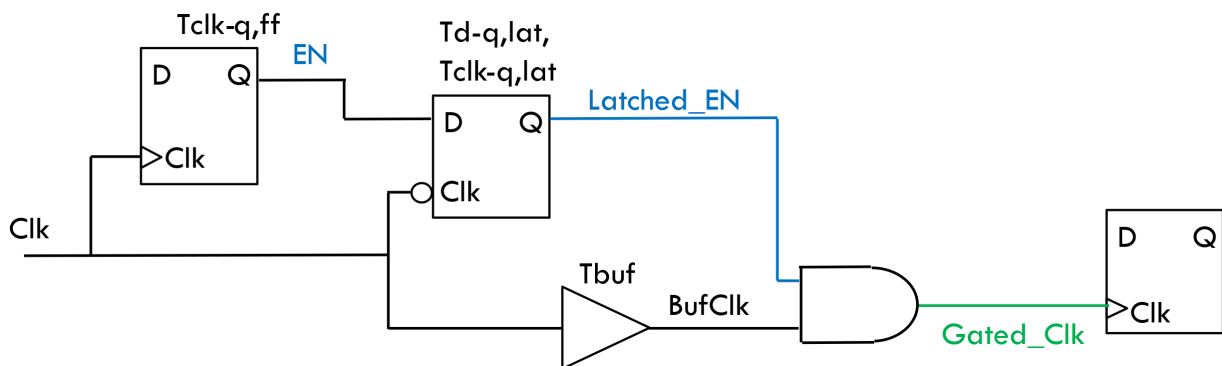 Tclk-q,ff
EN
D Q
Clk
Td-q,lat,
Tclk-q,lat
D Q
Clk
Latched_EN
Clk
Tbuf
BufClk
D Q
Clk
Gated_Clk